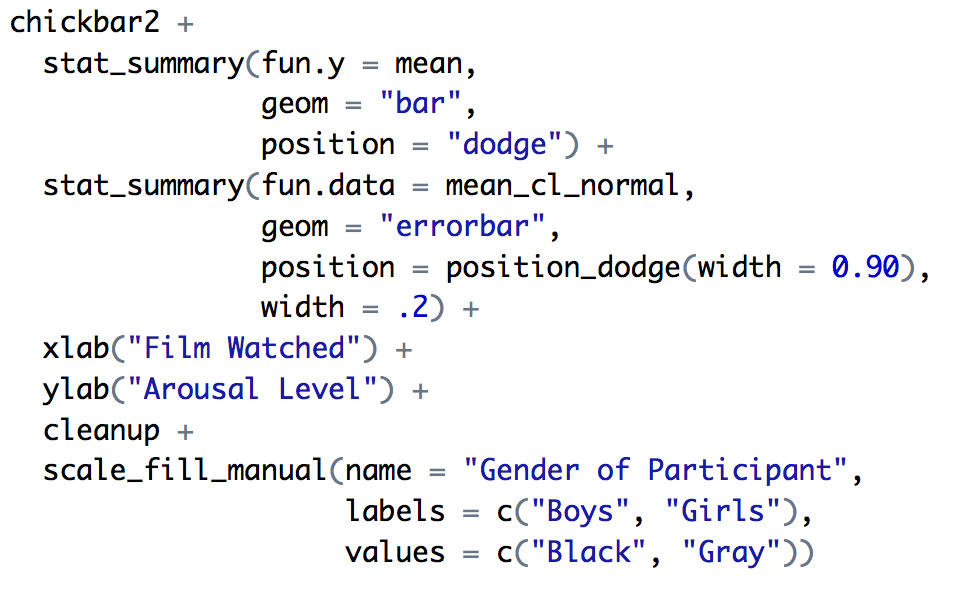 chickbar2 +
  stat_summary(fun.y = mean,
               geom = "bar",
               position = "dodge") +
  stat_summary(fun.data = mean_cl_normal,
               geom = "errorbar",
               position = position_dodge(width = 0.90),
               width = .2) +
  xlab("Film Watched") +
  ylab("Arousal Level") +
  cleanup +
  scale_fill_manual(name = "Gender of Participant",
                    labels = c("Boys", "Girls"),
                    values = c("Black", "Gray"))